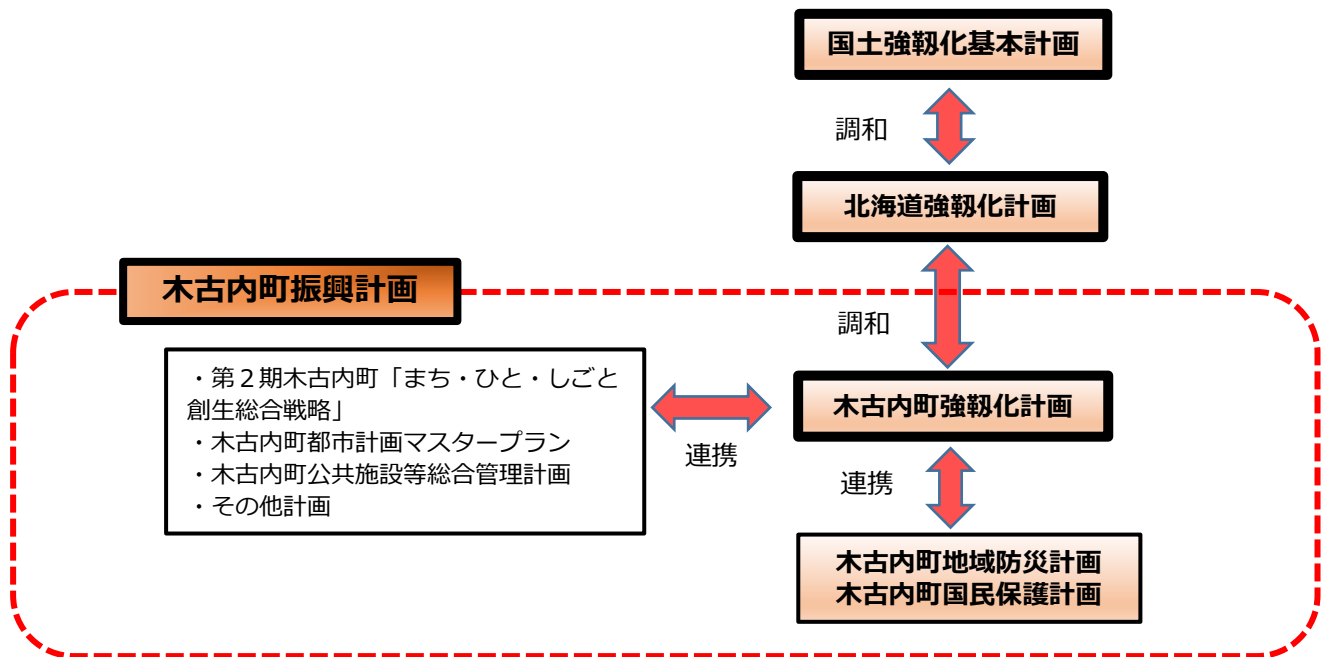 国土強靱化基本計画
調和
北海道強靱化計画
木古内町振興計画
調和
・第２期木古内町「まち・ひと・しごと
創生総合戦略」
・木古内町都市計画マスタープラン
・木古内町公共施設等総合管理計画
・その他計画
連携
木古内町強靱化計画
連携
木古内町地域防災計画
木古内町国民保護計画